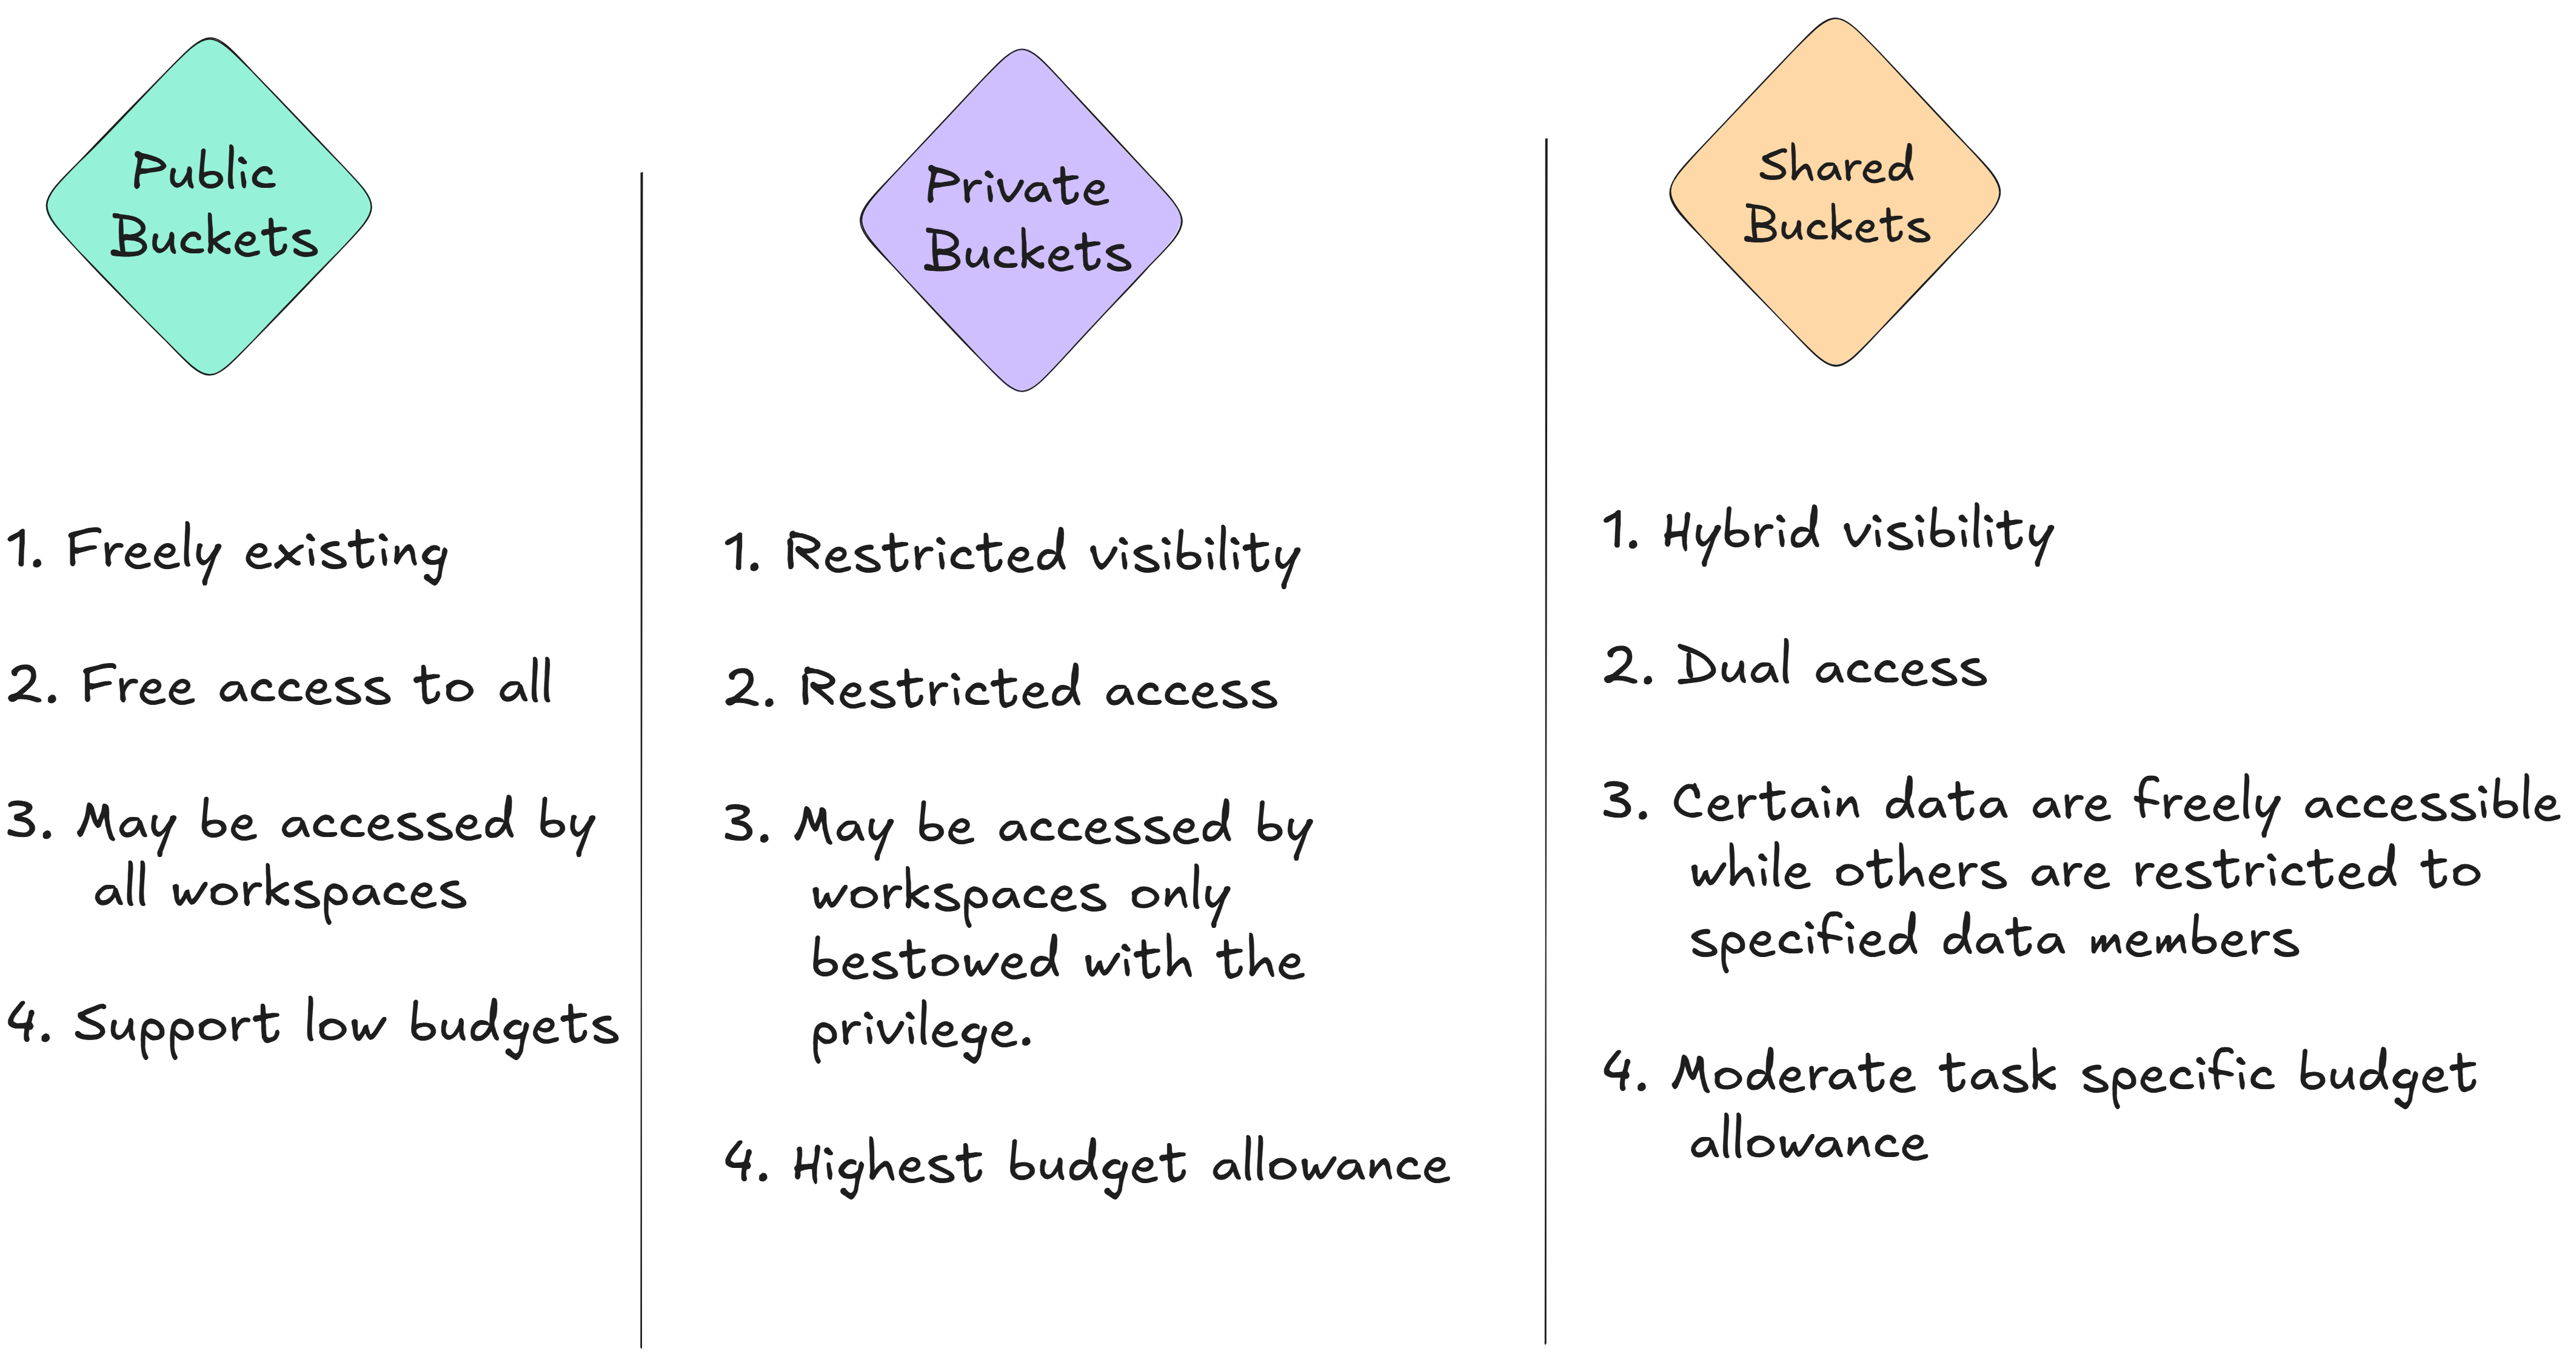 Public
Buckets
1. Freely existing
2. Free access to all
3. May be accessed by
all workspaces
4. Support low budgets
Private
Buckets
1. Restricted visibility
2. Restricted access
3. May be accessed by
workspaces only
bestowed with the
privilege.
4. Highest budget allowance
Shared
Buckets
1. Hybrid visibility
2. Dual access
3. Certain data are freely accessible
while others are restricted to
specified data members
4. Moderate task specific budget
allowance